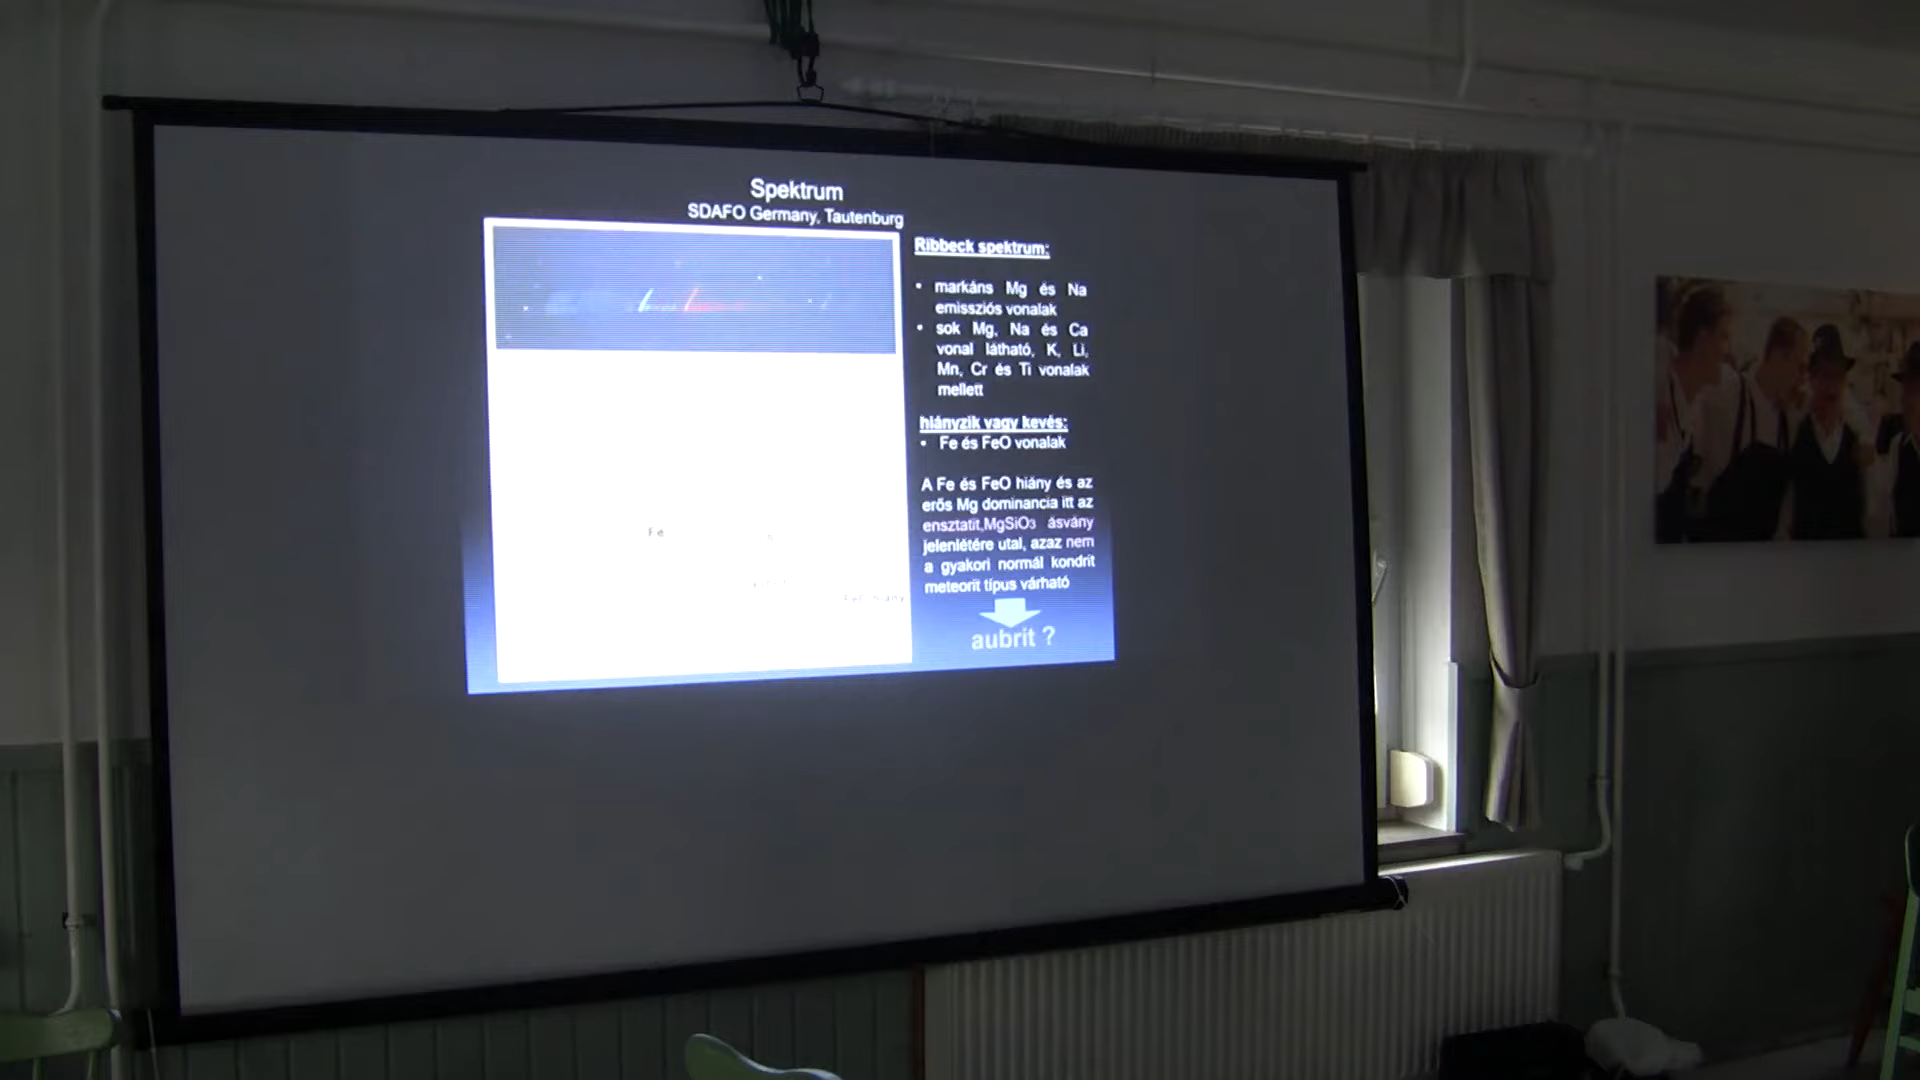 Spektrum
SDAFO Germany, Tautenburg
Ribbeck spektrum:
• markáns Mg és Na
emissziós vonalak
• sok Mg, Na és Ca
vonal látható, K, Li,
Mn, Cr és Ti vonalak
mellett
hiányzik vagy kevés:
• Fe és FeO vonalak
A Fe és FeO hiány és az
erős Mg dominancia itt az
ensztatit,MgSiO₃ ásvány
jelenlétére utal, azaz nem
a gyakori normál kondrit
meteorit típus várható
aubrit ?
Fe